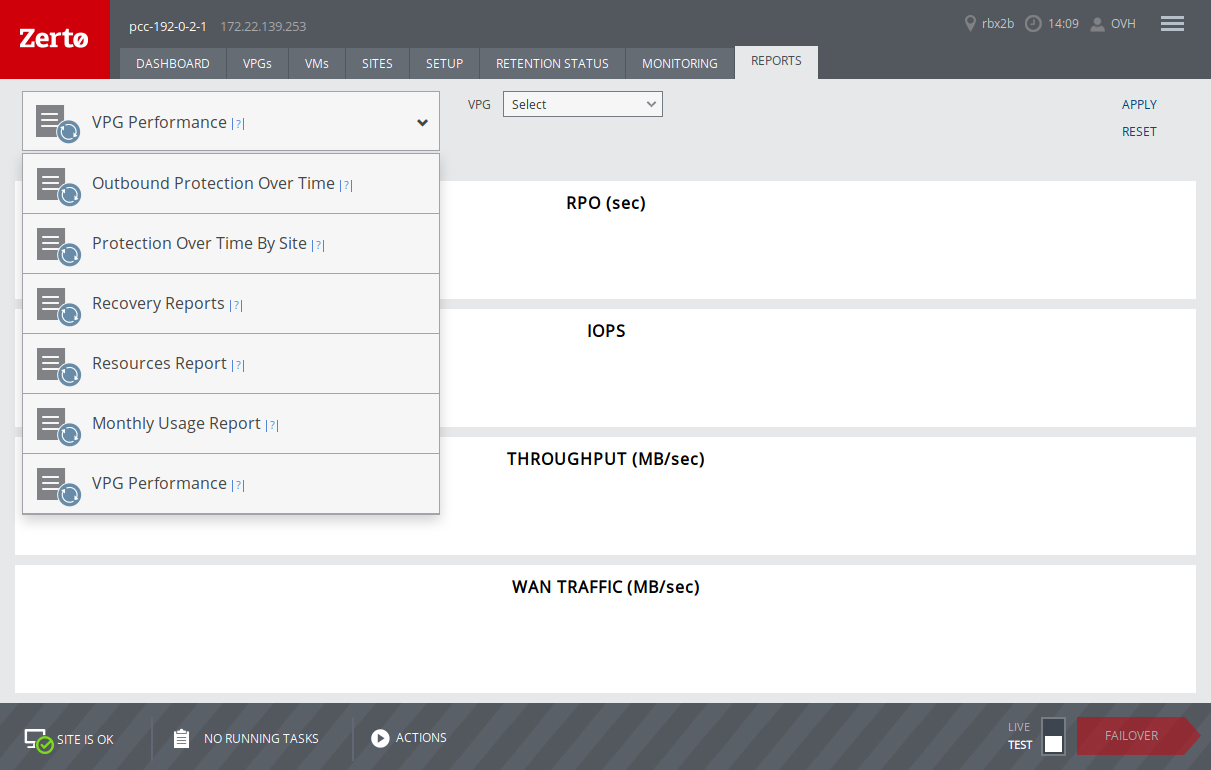 Zerto
pcc-192-0-2-1 172.22.139.253
rbx2b 14:09 OVH
DASHBOARD VPGs VMs SITES SETUP RETENTION STATUS MONITORING REPORTS
VPG Performance |?|
VPG Select
APPLY
RESET
Outbound Protection Over Time |?|
Protection Over Time By Site |?|
Recovery Reports |?|
Resources Report |?|
Monthly Usage Report |?|
VPG Performance |?|
RPO (sec)
IOPS
THROUGHPUT (MB/sec)
WAN TRAFFIC (MB/sec)
SITE IS OK
NO RUNNING TASKS
ACTIONS
LIVE
TEST
FAILOVER